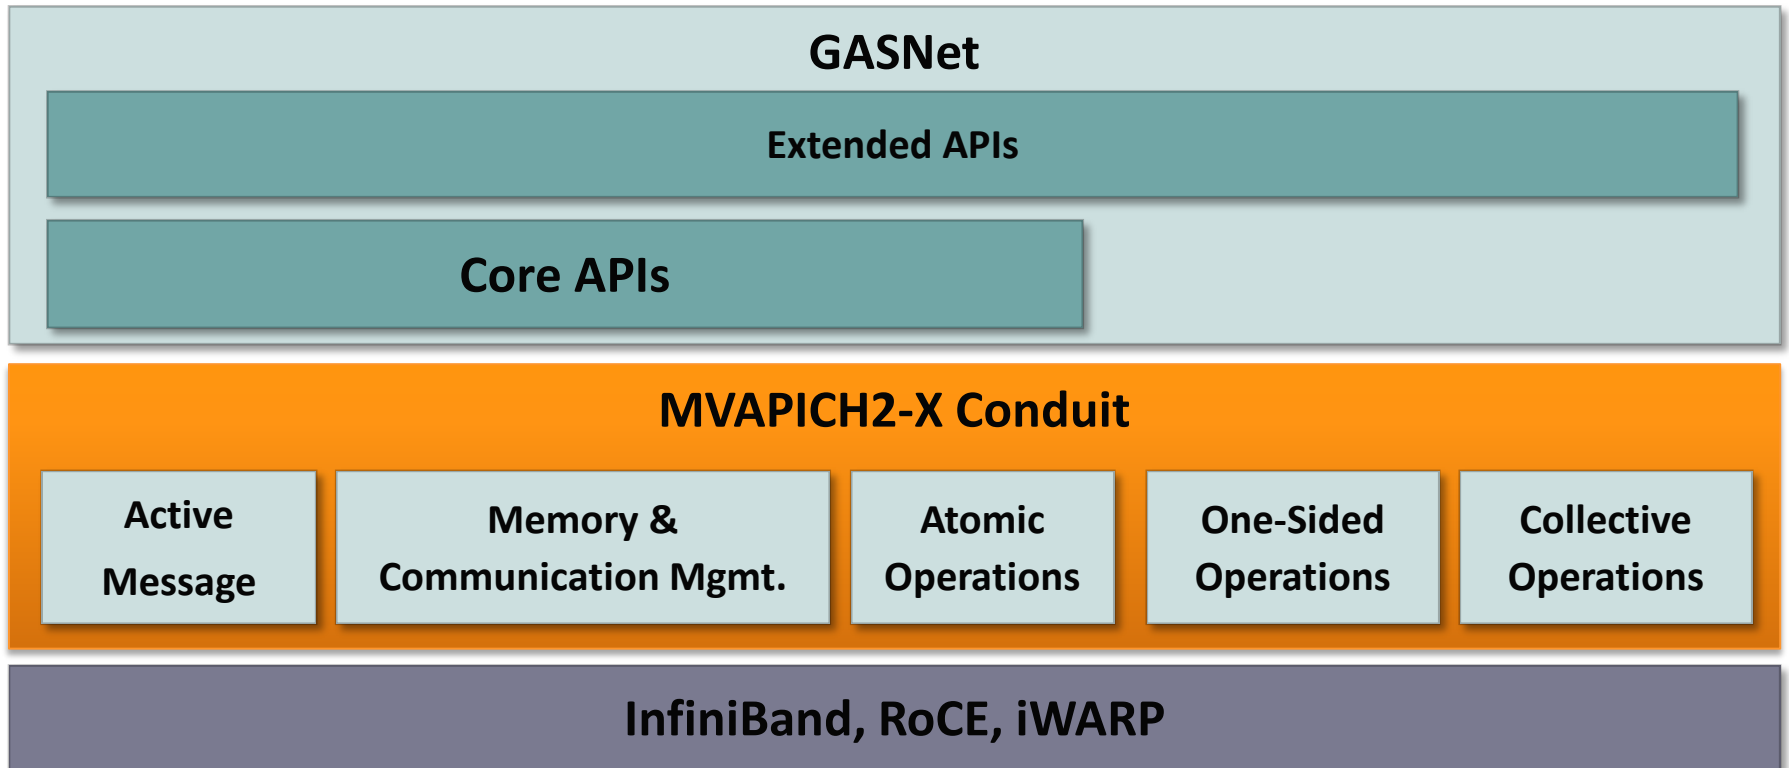 GASNet
Extended APIs
Core APIs
MVAPICH2-X Conduit
Active
Message
Memory &
Communication Mgmt.
Atomic
Operations
One-Sided
Operations
Collective
Operations
InfiniBand, RoCE, iWARP